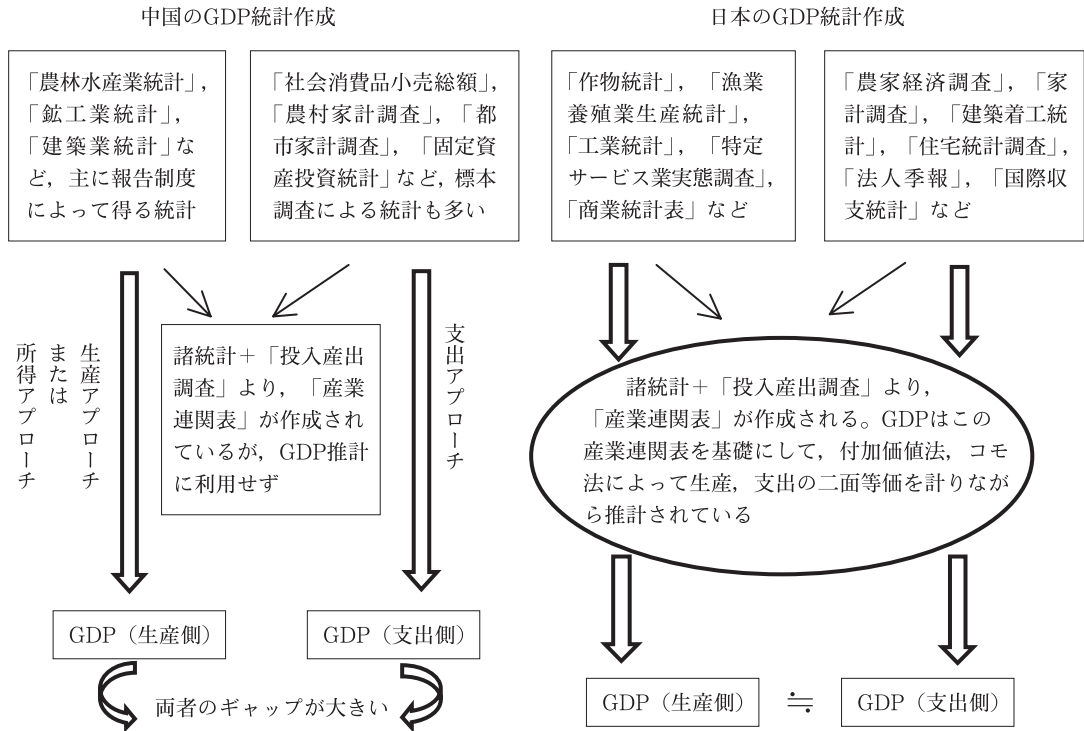 中国のGDP統計作成
「農林水産業統計」,
「鉱工業統計」,
「建築業統計」な
ど，主に報告制度
によって得る統計
「社会消費品小売総額」,
「農村家計調査」,「都
市家計調査」,「固定資
産投資統計」など，標本
調査による統計も多い
生産アプローチ
または
所得アプローチ
諸統計＋「投入産出
調査」より，「産業
連関表」が作成され
ているが，GDP推計
に利用せず
支出アプローチ
GDP（生産側）
GDP（支出側）
両者のギャップが大きい
日本のGDP統計作成
「作物統計」,「漁業
養殖業生産統計」,
「工業統計」,「特定
サービス業実態調査」,
「商業統計表」など
「農家経済調査」,「家
計調査」,「建築着工統
計」,「住宅統計調査」,
「法人季報」,「国際収
支統計」など
諸統計＋「投入産出調査」より，
「産業連関表」が作成される。GDPはこの
産業連関表を基礎にして，付加価値法，コモ
法によって生産，支出の二面等価を計りなが
ら推計されている
GDP（生産側） ≒ GDP（支出側）